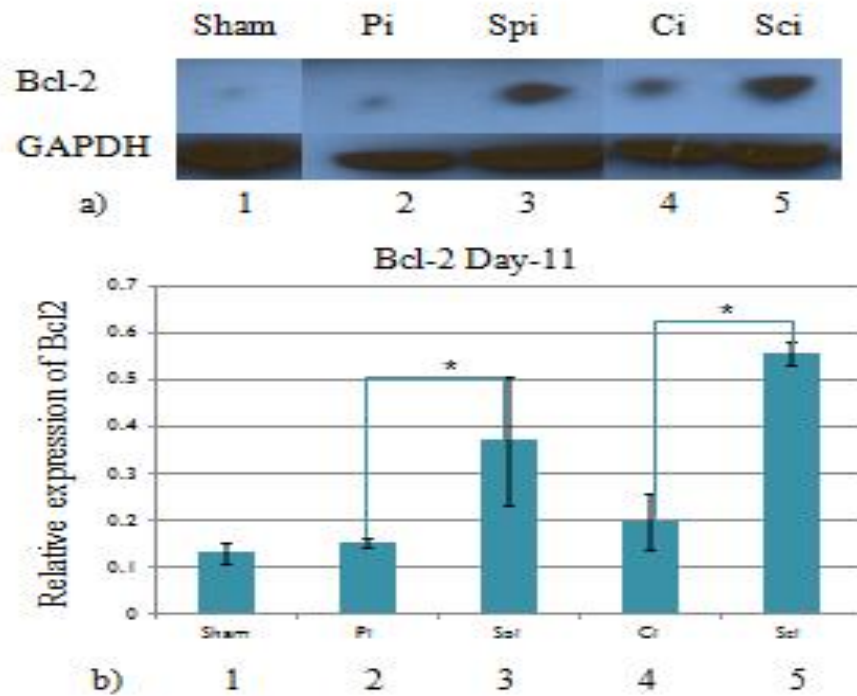 Sham Pi Spi Ci Sci
Bcl-2
GAPDH
a) 1 2 3 4 5
Bcl-2 Day-11
Relative expression of Bcl2
0.7
0.6
0.5
0.4
0.3
0.2
0.1
0
* *
Sham Pi Spi Ci Sci
b) 1 2 3 4 5